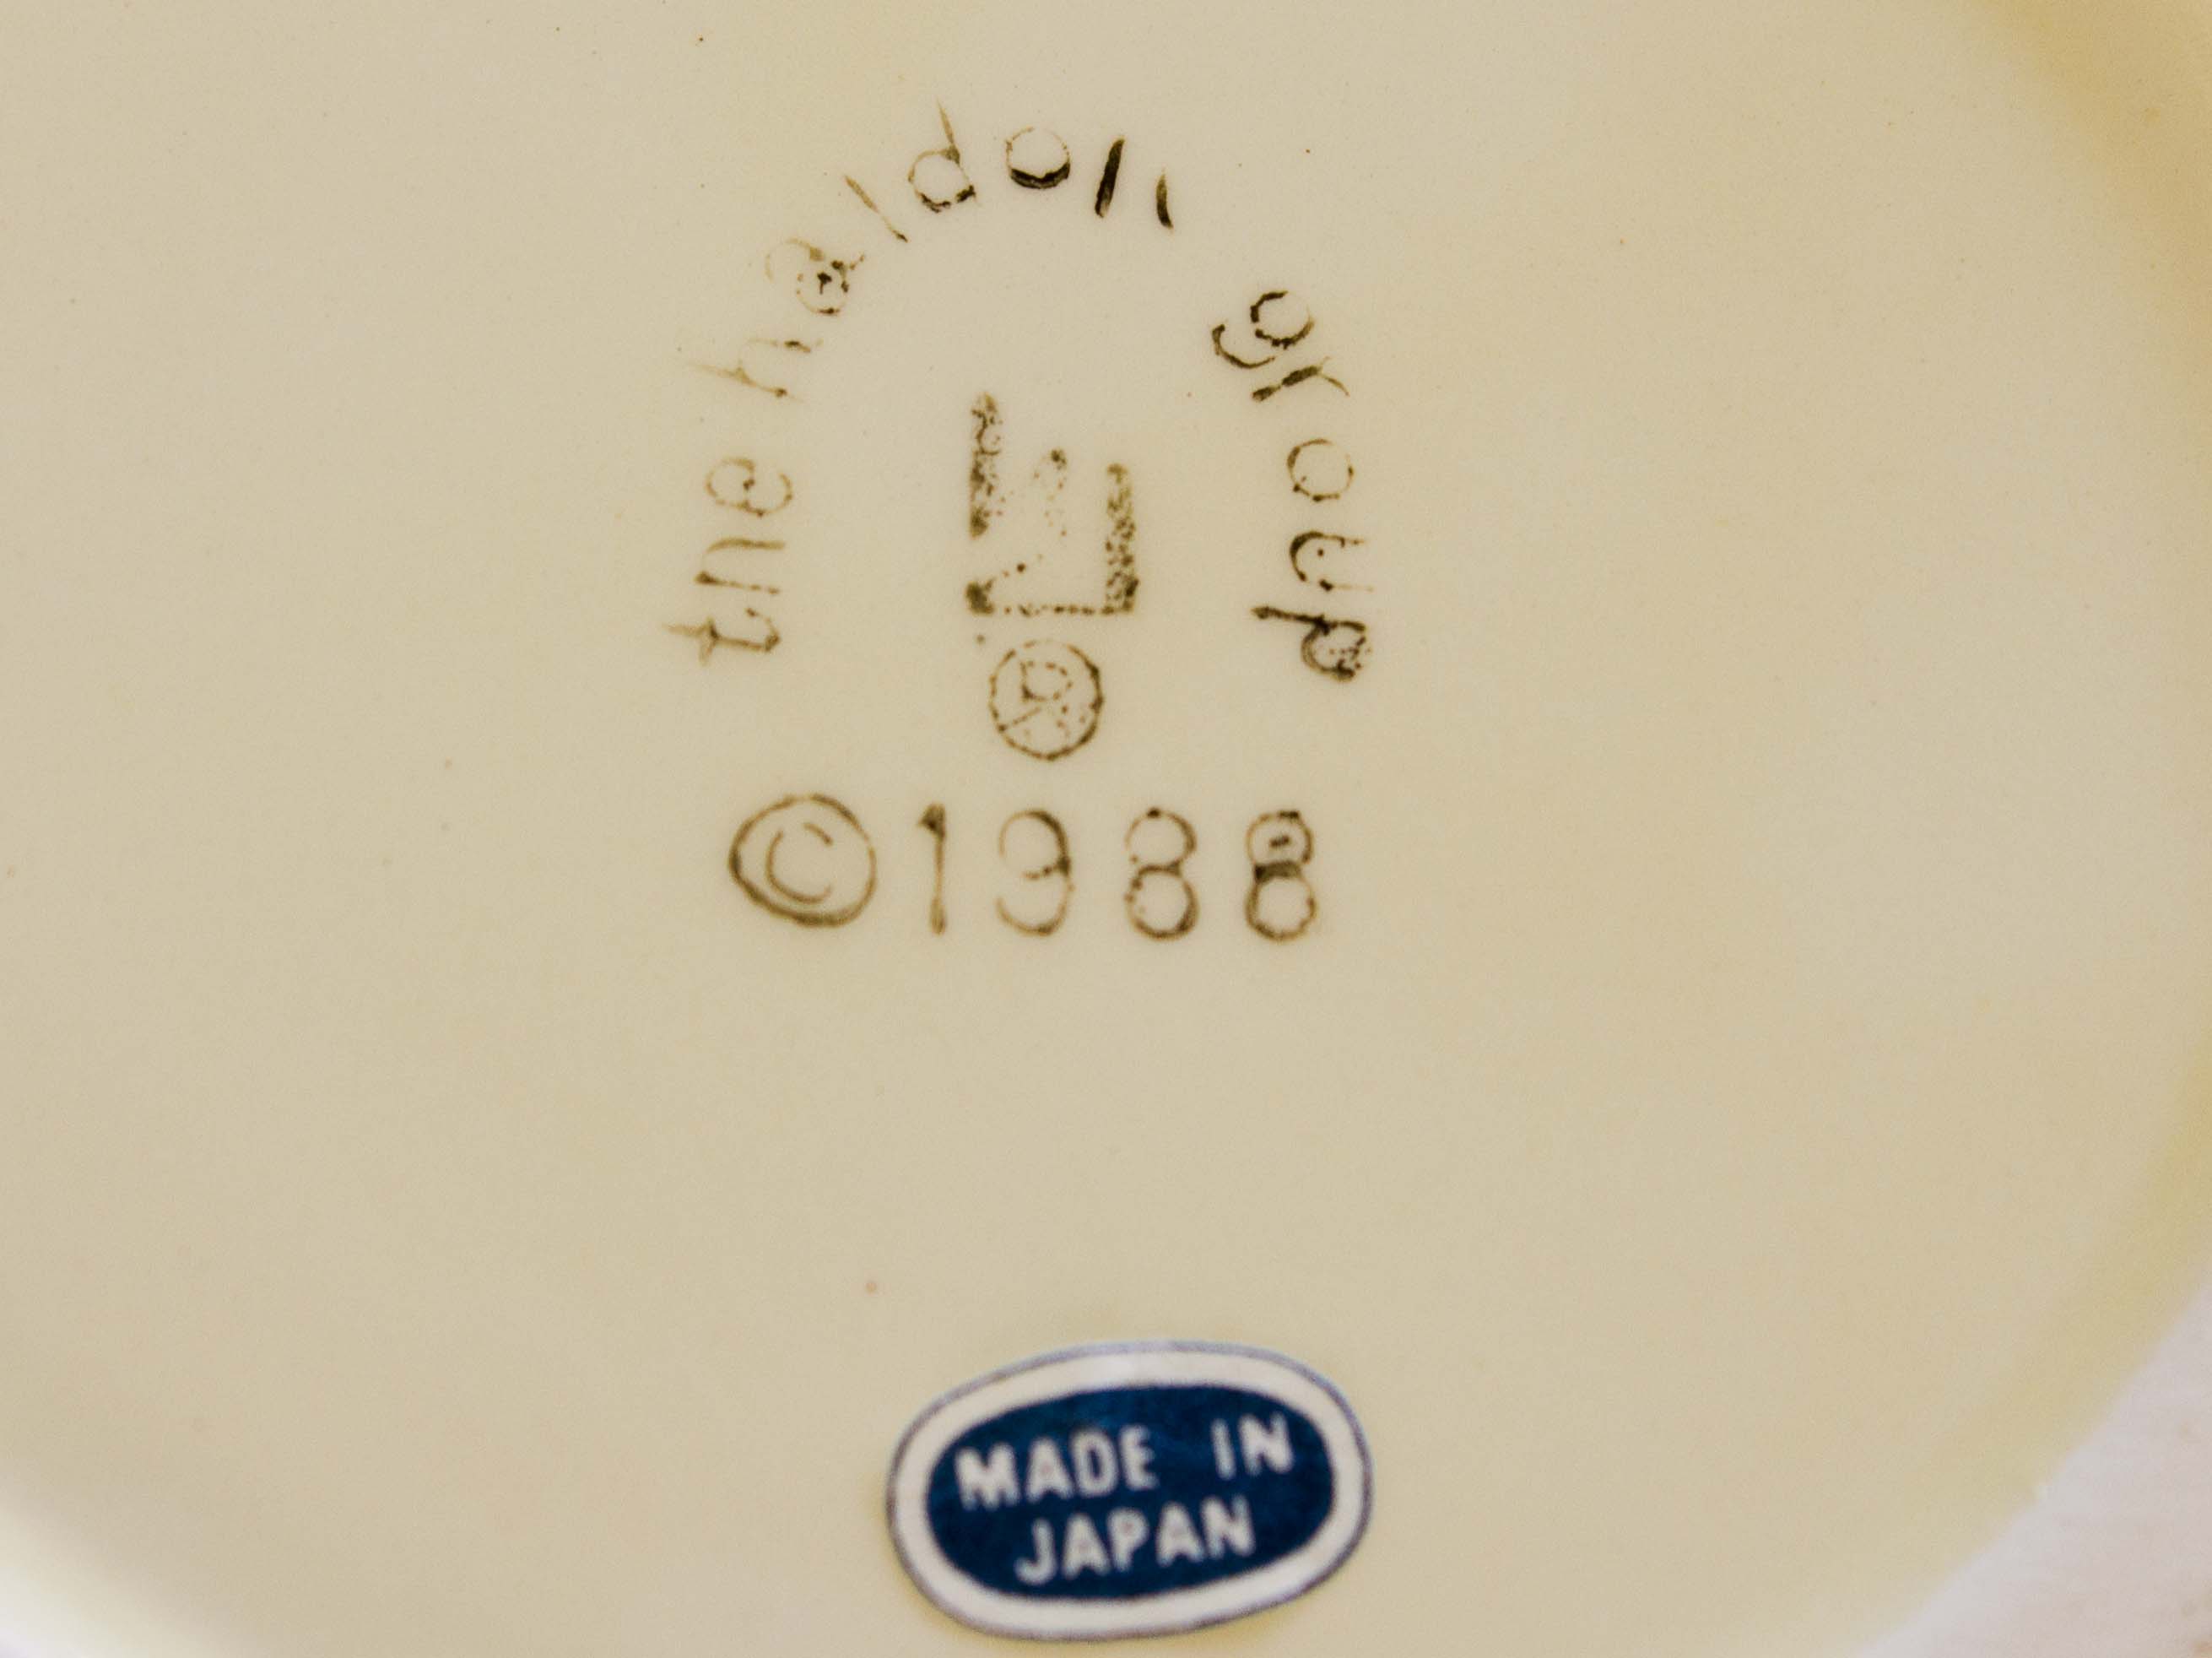 the haldon group
®
©1988
MADE IN
JAPAN